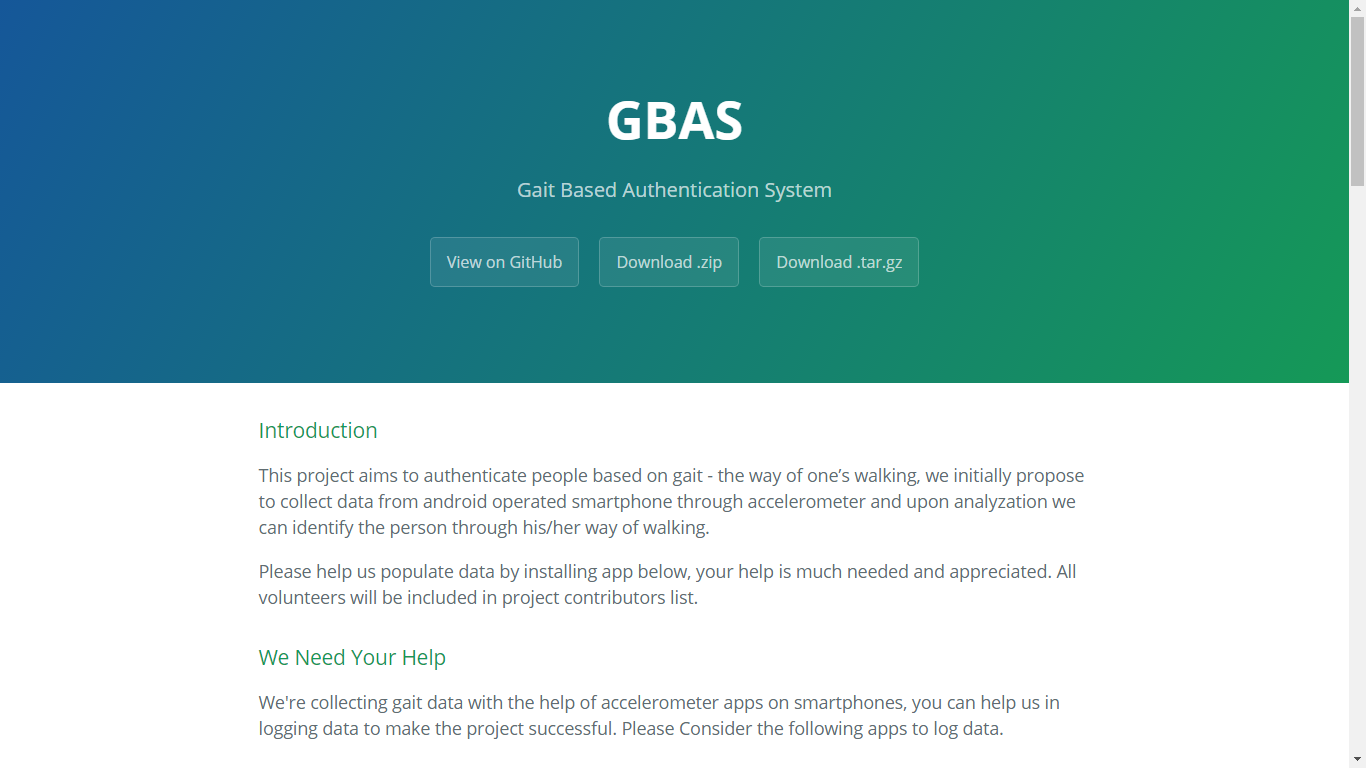 GBAS
Gait Based Authentication System
View on GitHub
Download .zip
Download .tar.gz
Introduction
This project aims to authenticate people based on gait - the way of one’s walking, we initially propose
to collect data from android operated smartphone through accelerometer and upon analyzation we
can identify the person through his/her way of walking.
Please help us populate data by installing app below, your help is much needed and appreciated. All
volunteers will be included in project contributors list.
We Need Your Help
We're collecting gait data with the help of accelerometer apps on smartphones, you can help us in
logging data to make the project successful. Please Consider the following apps to log data.